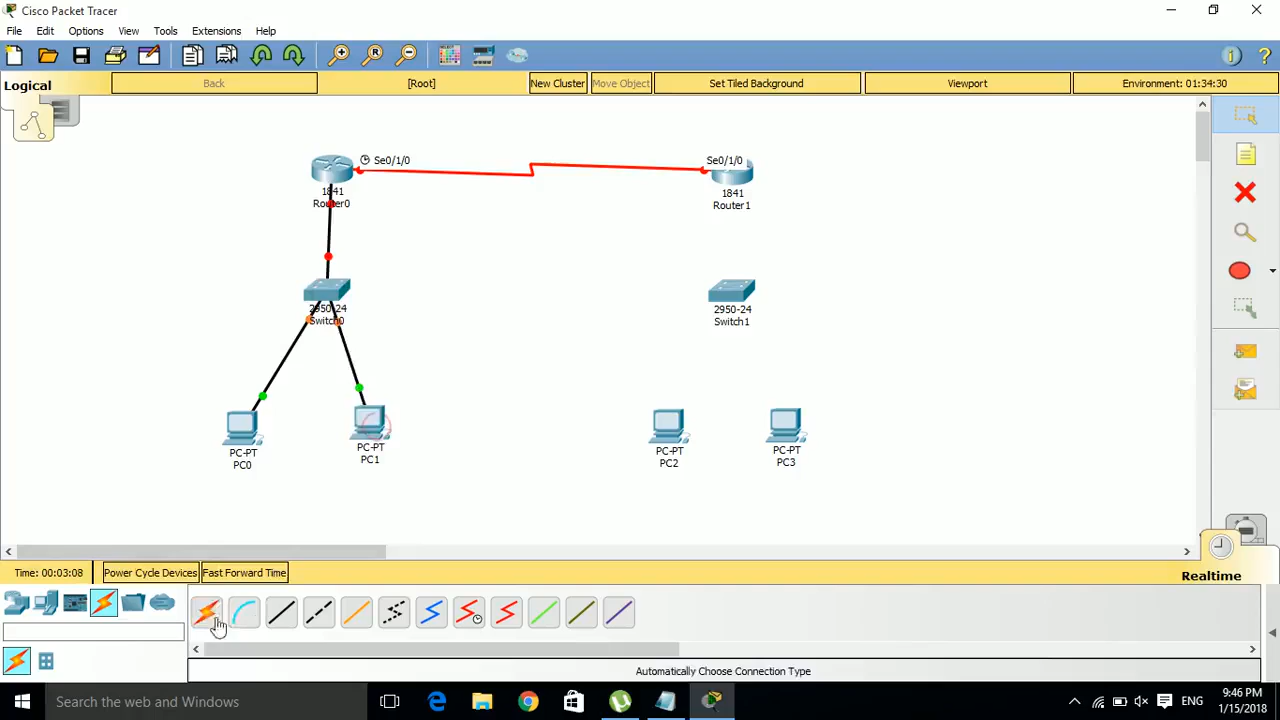 Cisco Packet Tracer
File Edit Options View Tools Extensions Help
Logical
Back
[Root]
New Cluster
Move Object
Set Tiled Background
Viewport
Environment: 01:34:30
Se0/1/0
1841
Router0
Se0/1/0
1841
Router1
2950-24
Switch0
2950-24
Switch1
PC-PT
PC0
PC-PT
PC1
PC-PT
PC2
PC-PT
PC3
Time: 00:03:08
Power Cycle Devices
Fast Forward Time
Realtime
Automatically Choose Connection Type
Search the web and Windows
ENG
9:46 PM
1/15/2018